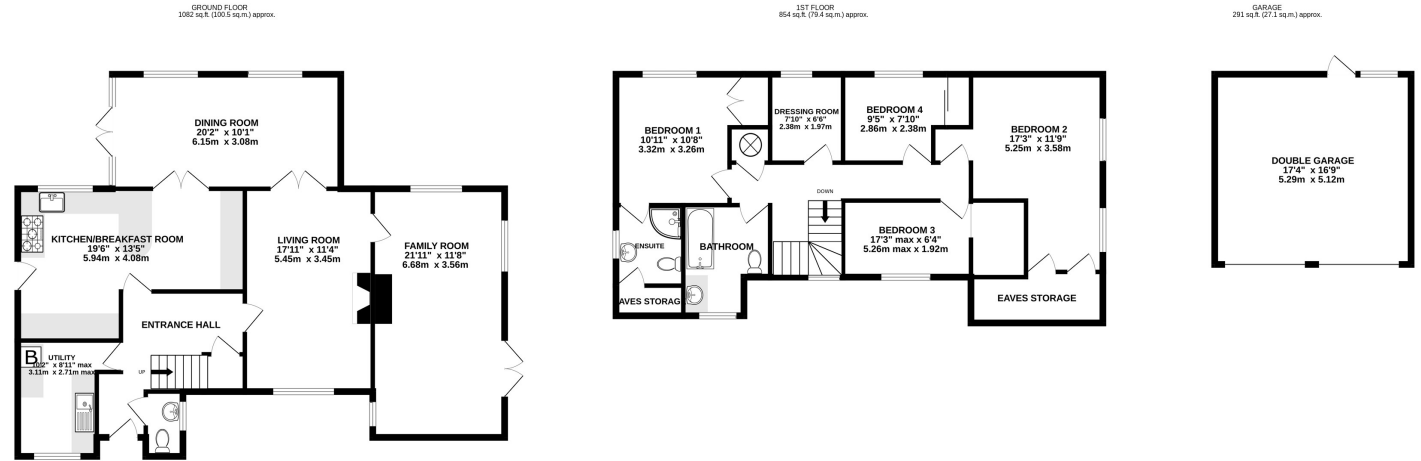 GROUND FLOOR
1082 sq.ft. (100.5 sq.m.) approx.
DINING ROOM
20'2" x 10'1"
6.15m x 3.08m
KITCHEN/BREAKFAST ROOM
19'6" x 13'5"
5.94m x 4.08m
LIVING ROOM
17'11" x 11'4"
5.45m x 3.45m
FAMILY ROOM
21'11" x 11'8"
6.68m x 3.56m
ENTRANCE HALL
B
UTILITY
10'2" x 8'11" max
3.11m x 2.71m max
UP
1ST FLOOR
854 sq.ft. (79.4 sq.m.) approx.
BEDROOM 1
10'11" x 10'8"
3.32m x 3.26m
DRESSING ROOM
7'10" x 6'6"
2.38m x 1.97m
BEDROOM 4
9'5" x 7'10"
2.86m x 2.38m
BEDROOM 2
17'3" x 11'9"
5.25m x 3.58m
DOWN
BEDROOM 3
17'3" max x 6'4"
5.26m max x 1.92m
ENSUITE
BATHROOM
AVES STORAG
EAVES STORAGE
GARAGE
291 sq.ft. (27.1 sq.m.) approx.
DOUBLE GARAGE
17'4" x 16'9"
5.29m x 5.12m